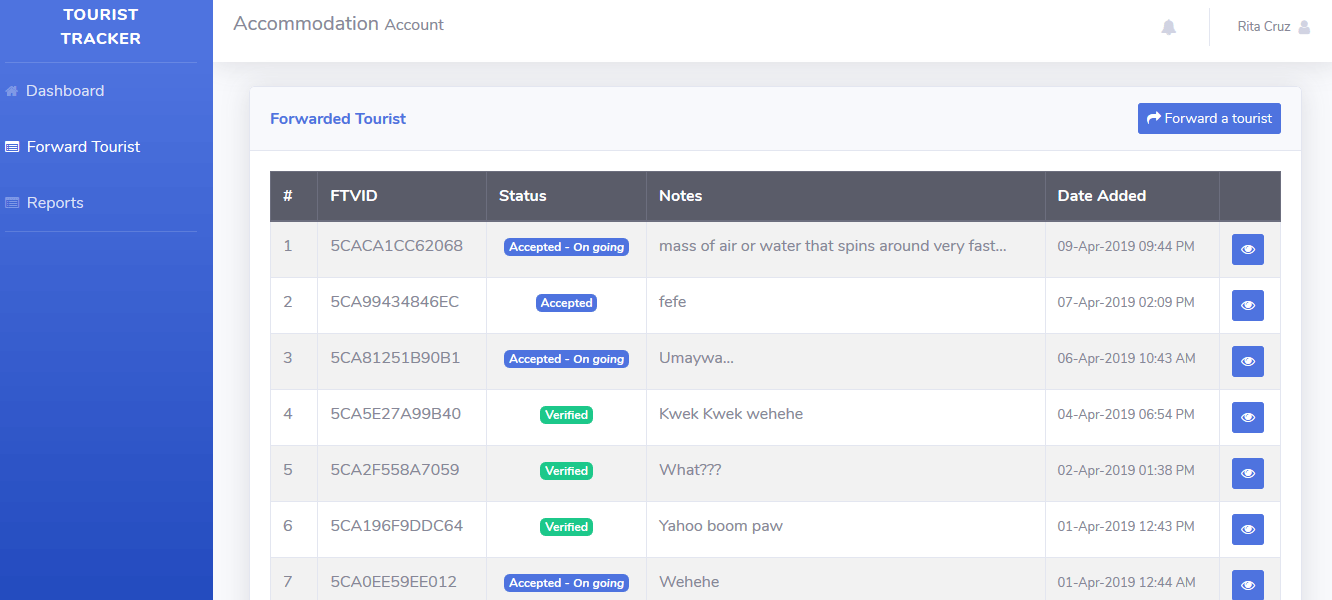 TOURIST
TRACKER
Dashboard
Forward Tourist
Reports
Accommodation Account
Rita Cruz
Forwarded Tourist
Forward a tourist
# FTVID Status Notes Date Added
1 5CACA1CC62068 Accepted - On going mass of air or water that spins around very fast... 09-Apr-2019 09:44 PM
2 5CA99434846EC Accepted fefe 07-Apr-2019 02:09 PM
3 5CA81251B90B1 Accepted - On going Umaywa... 06-Apr-2019 10:43 AM
4 5CA5E27A99B40 Verified Kwek Kwek wehehe 04-Apr-2019 06:54 PM
5 5CA2F558A7059 Verified What??? 02-Apr-2019 01:38 PM
6 5CA196F9DDC64 Verified Yahoo boom paw 01-Apr-2019 12:43 PM
7 5CA0EE59EE012 Accepted - On going Wehehe 01-Apr-2019 12:44 AM